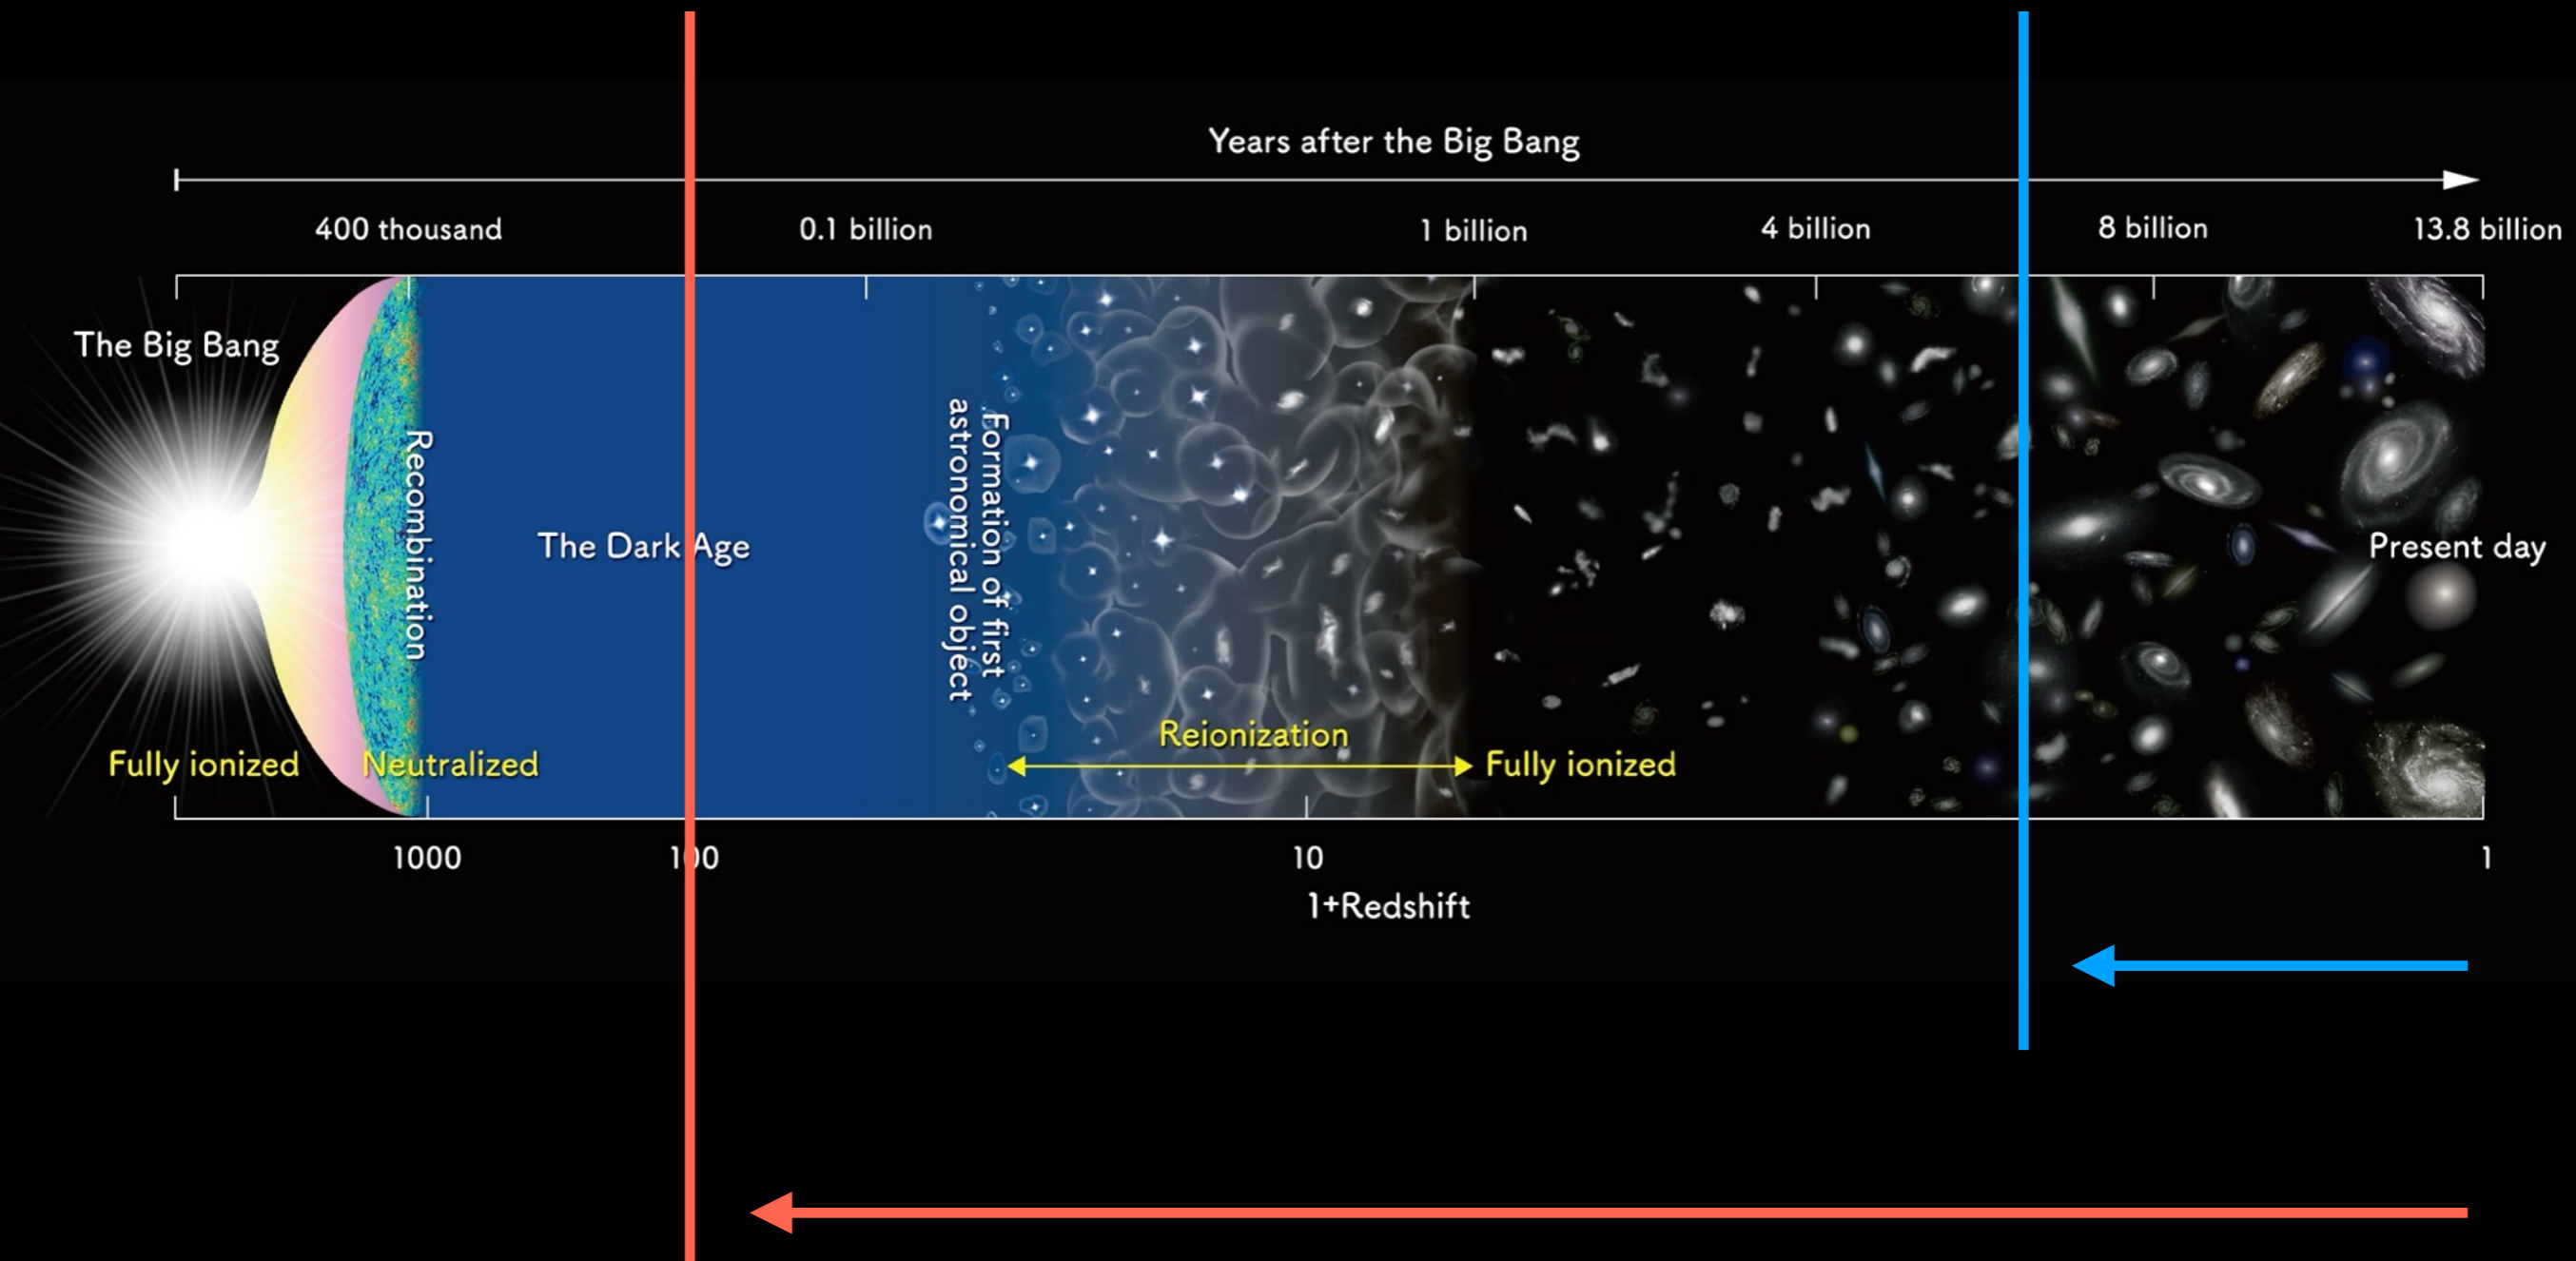 Years after the Big Bang
400 thousand
0.1 billion
1 billion
4 billion
8 billion
13.8 billion
The Big Bang
Recombination
The Dark Age
Formation of first
astronomical object
Present day
Fully ionized
Neutralized
Reionization
Fully ionized
1000
100
10
1
1+Redshift